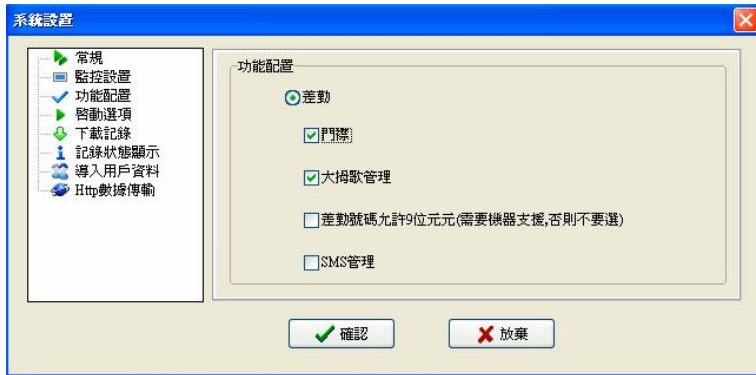 系統設置
常規
監控設置
功能配置
啓動選項
下載記錄
記錄狀態顯示
導入用戶資料
Http數據傳輸
功能配置
差勤
門禁
大拇歌管理
差勤號碼允許9位元元(需要機器支援,否則不要選)
SMS管理
確認
放棄